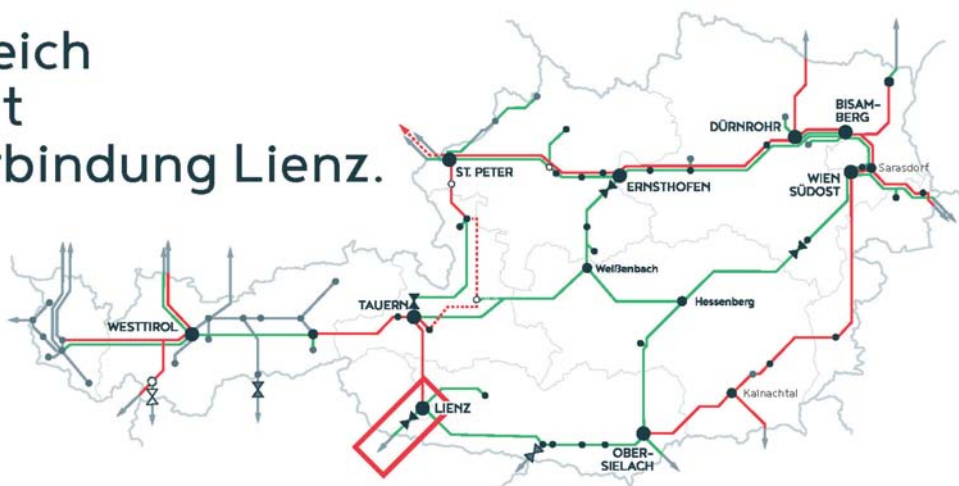 eich
t
bindung Lienz.
DÜRNROHR
BISAM-
BERG
ST. PETER
ERNSTHOFEN
WIEN
SÜDOST
Sarasdorf
Weißenbach
TAUERN
Hessenberg
WESTTIROL
LIENZ
Kainachtal
OBER-
SIELACH